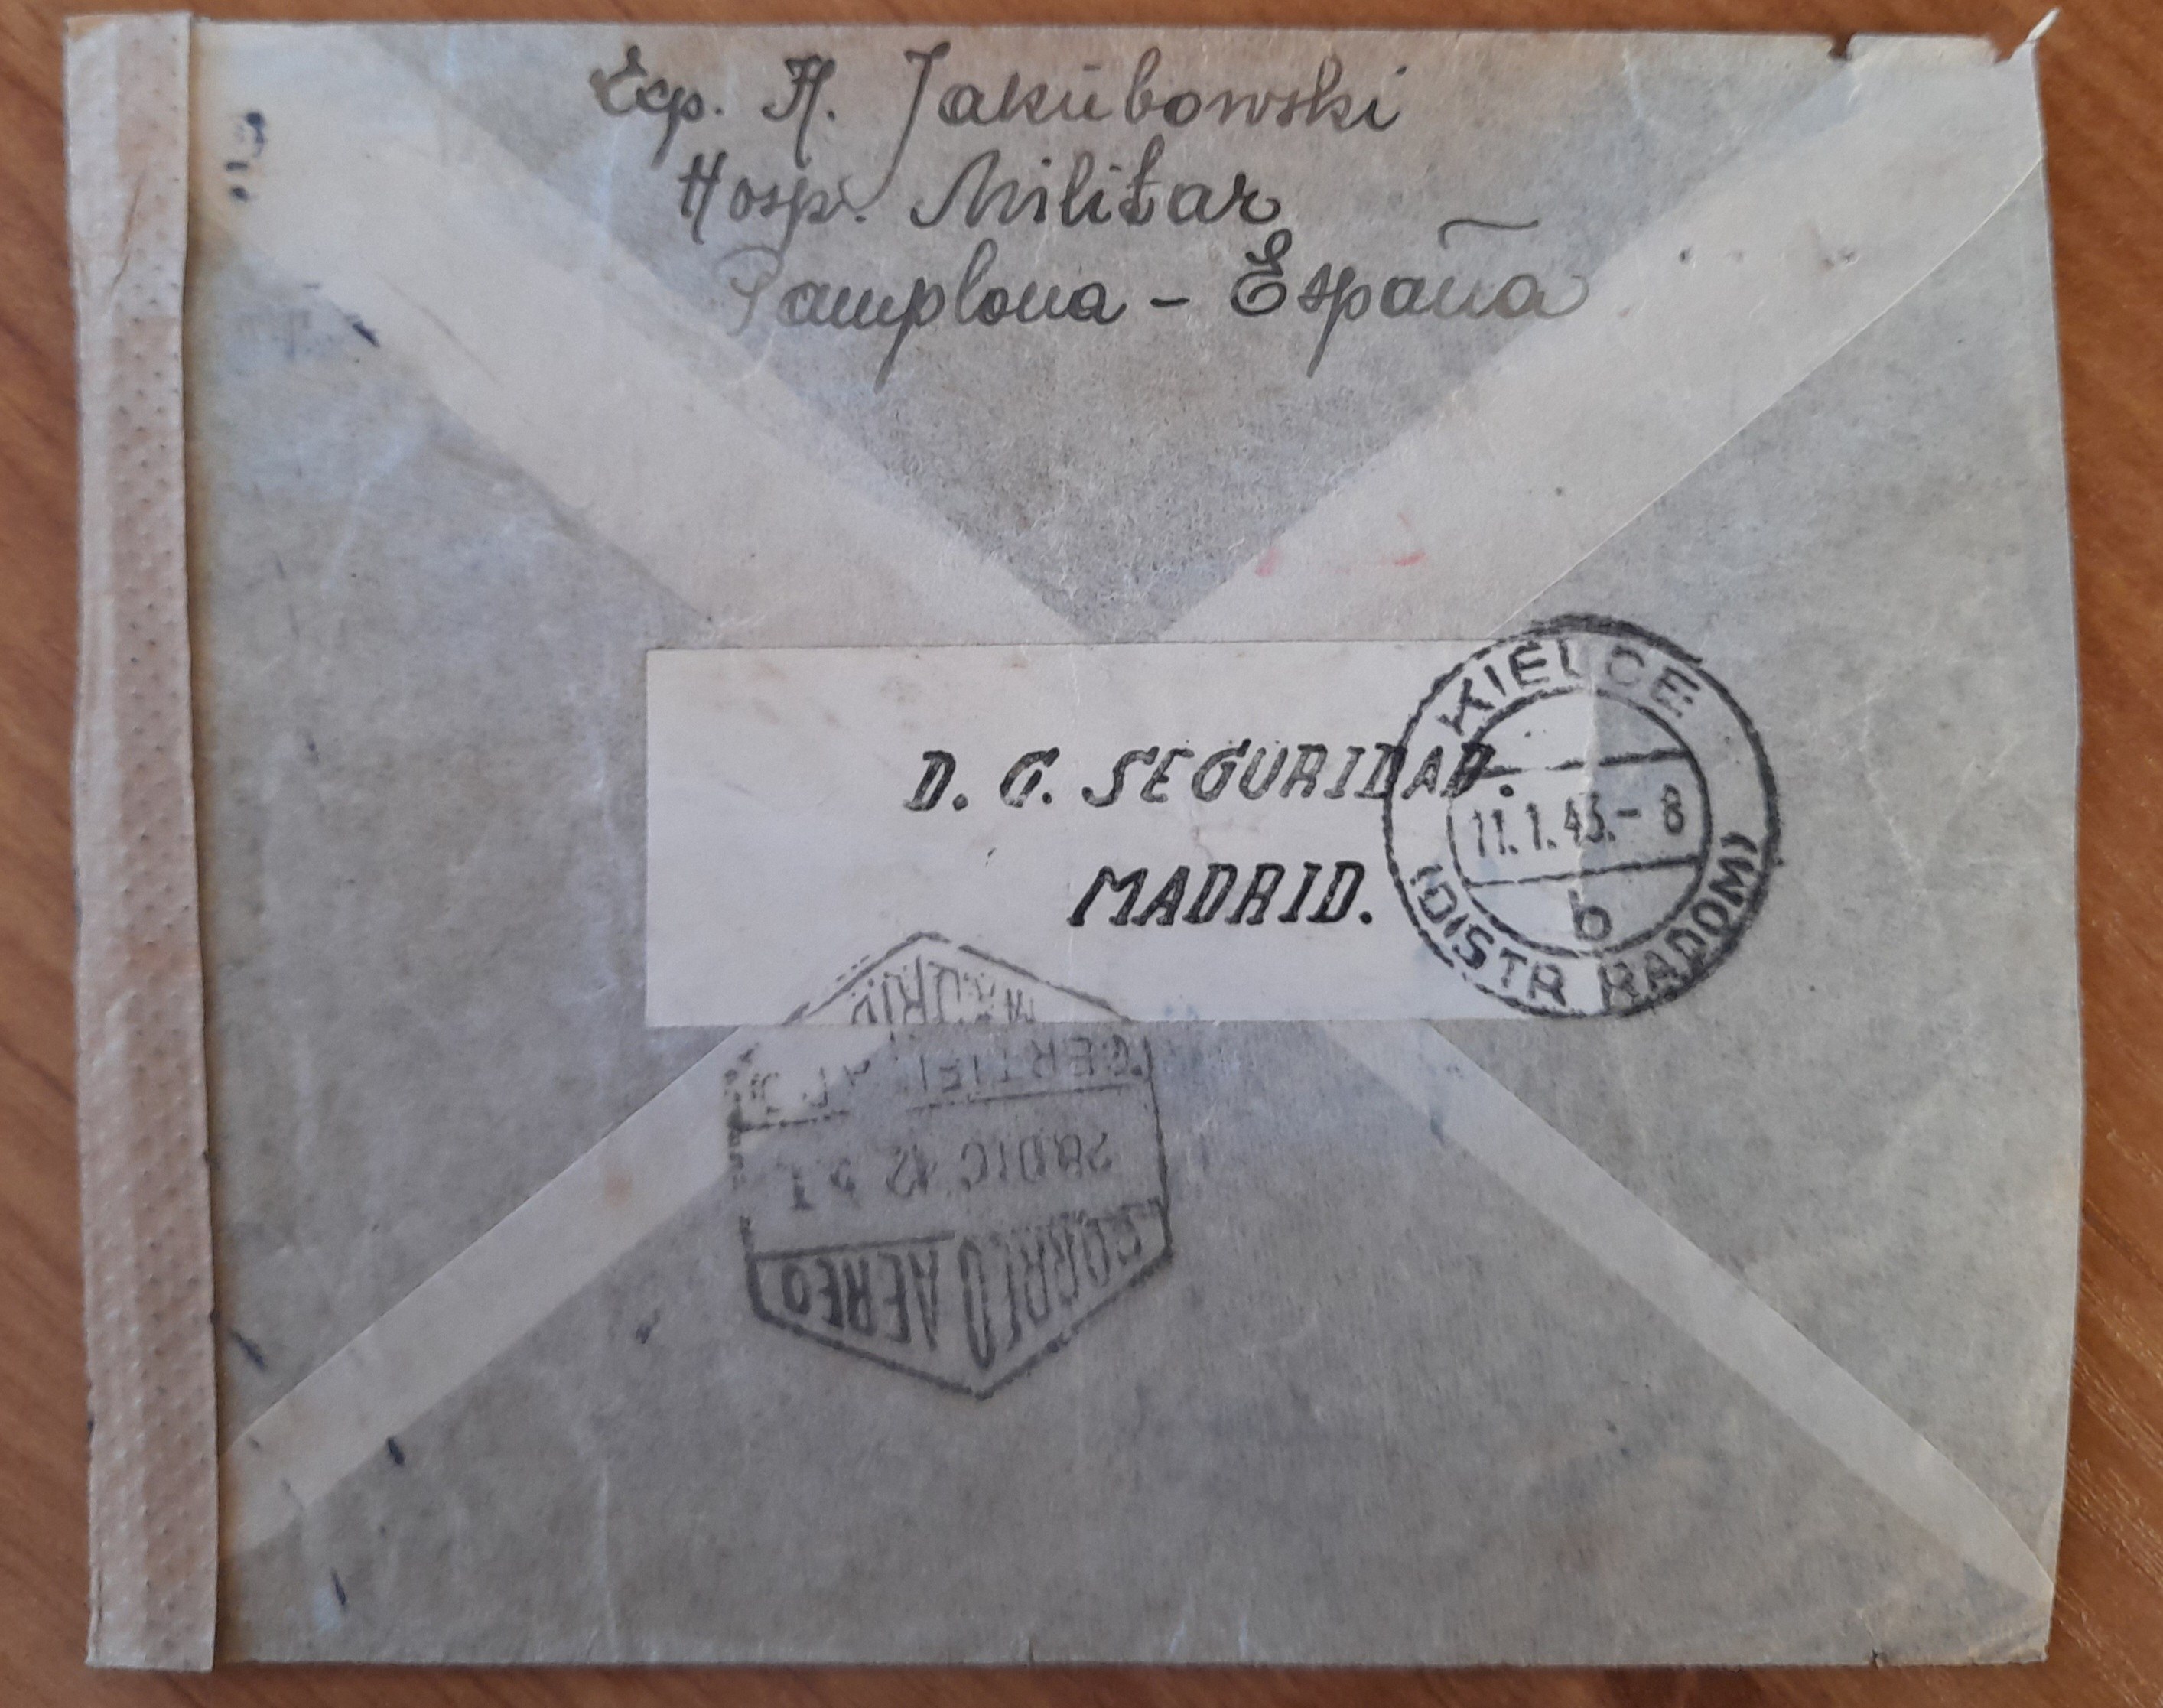 Exp. H. Jakŭbowski
Hosp. Militar
Pamplona - España
D. G. SEGURIDAD.
MADRID.
KIELCE
11.1.43.- 8
b
(DISTR RADOM)
CORREO AEREO
28 DIC 42
CERTIFICADO
MADRID